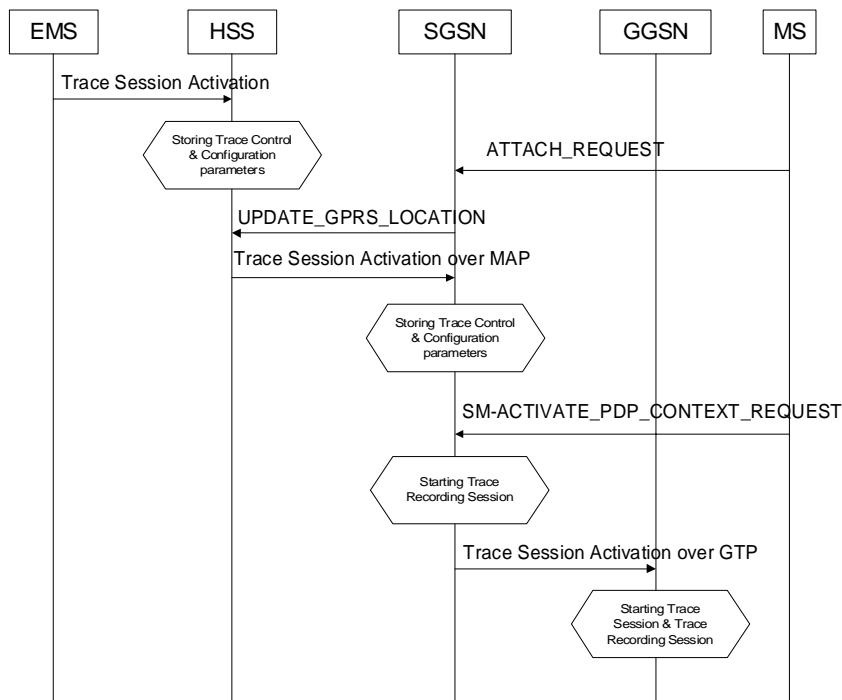 EMS
HSS
SGSN
GGSN
MS
Trace Session Activation
Storing Trace Control
& Configuration
parameters
ATTACH_REQUEST
UPDATE_GPRS_LOCATION
Trace Session Activation over MAP
Storing Trace Control
& Configuration
parameters
SM-ACTIVATE_PDP_CONTEXT_REQUEST
Starting Trace
Recording Session
Trace Session Activation over GTP
Starting Trace
Session & Trace
Recording Session